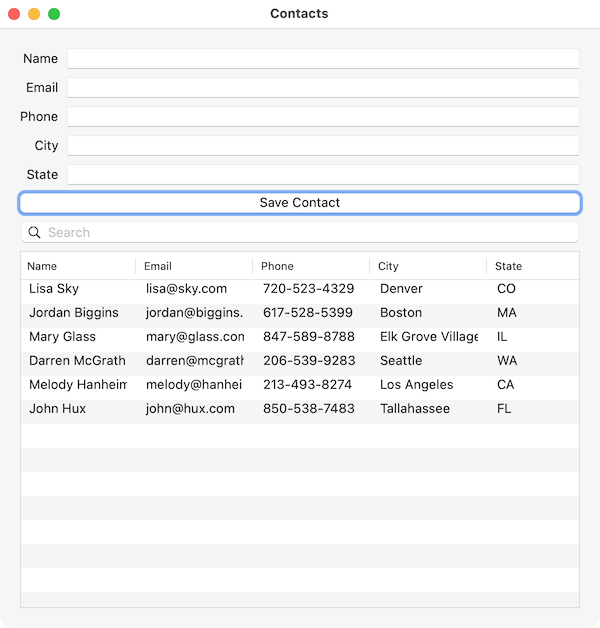 Contacts
Name
Email
Phone
City
State
Save Contact
Search
Name Email Phone City State
Lisa Sky lisa@sky.com 720-523-4329 Denver CO
Jordan Biggins jordan@biggins. 617-528-5399 Boston MA
Mary Glass mary@glass.con 847-589-8788 Elk Grove Village IL
Darren McGrath darren@mcgrath 206-539-9283 Seattle WA
Melody Hanheim melody@hanhei 213-493-8274 Los Angeles CA
John Hux john@hux.com 850-538-7483 Tallahassee FL